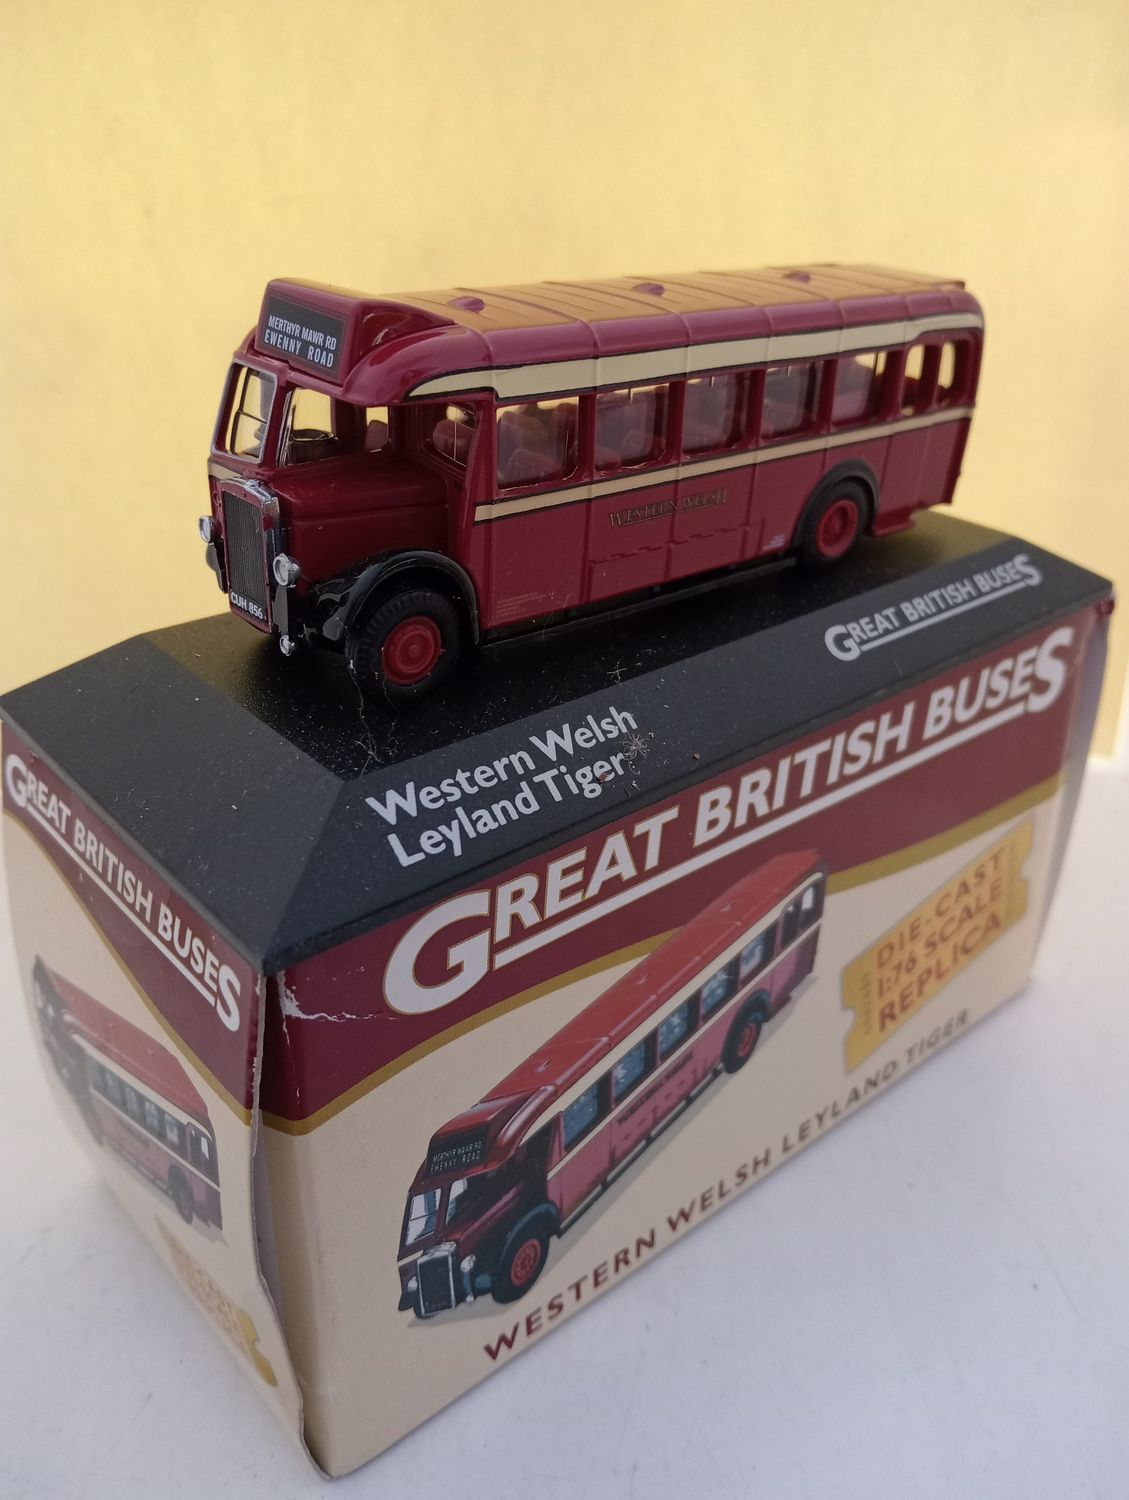 MERTHYR MAWR RD
EWENNY ROAD
WESTERN WELSH
CUH 856
GREAT BRITISH BUSES
Western Welsh
Leyland Tiger
GREAT BRITISH BUSES
GREAT BRITISH BUSES
DIE-CAST
1:76 SCALE
REPLICA
MERTHYR MAWR RD
EWENNY ROAD
WESTERN WELSH LEYLAND TIGER